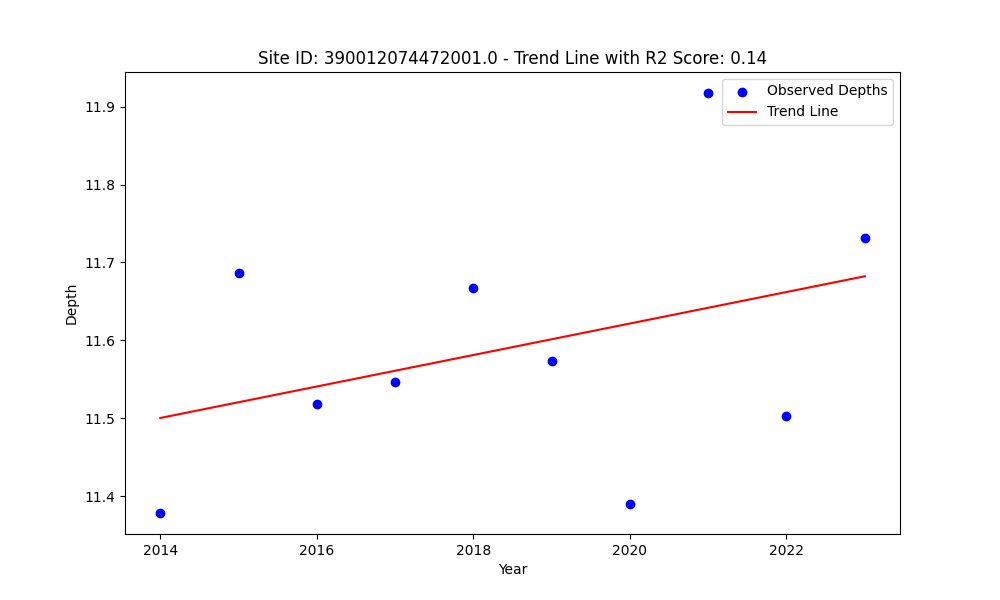 Site ID: 390012074472001.0 - Trend Line with R2 Score: 0.14
Observed Depths
Trend Line
11.9
11.8
11.7
11.6
11.5
11.4
Depth
2014
2016
2018
2020
2022
Year